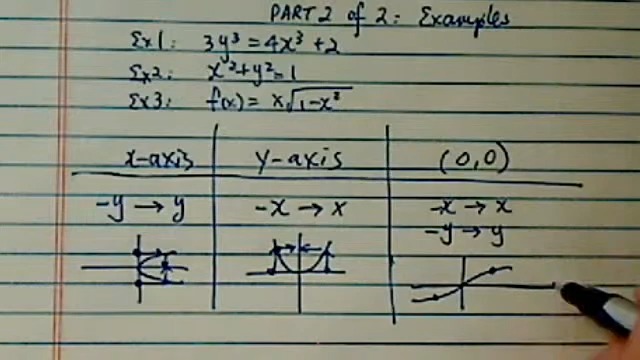 PART 2 of 2: Examples
Ex1: 3y³ = 4x³ + 2
Ex2: x²+y²=1
Ex3: f(x) = x√1-x²
x-axis y-axis (0,0)
-y → y -x → x -x → x
-y → y